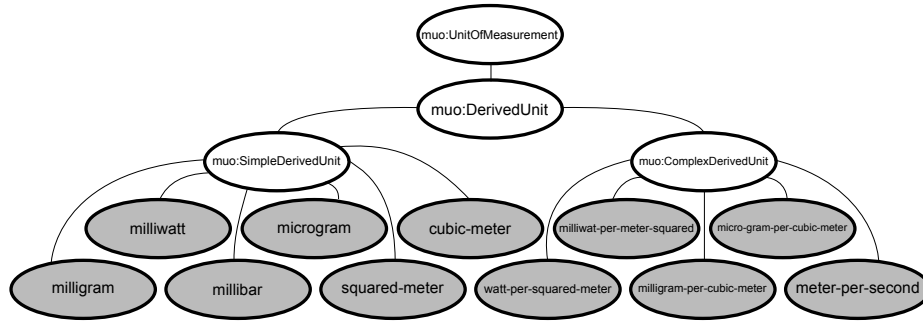 muo:UnitOfMeasurement
muo:DerivedUnit
muo:SimpleDerivedUnit
muo:ComplexDerivedUnit
milliwatt
microgram
cubic-meter
milliwat-per-meter-squared
micro-gram-per-cubic-meter
milligram
millibar
squared-meter
watt-per-squared-meter
milligram-per-cubic-meter
meter-per-second